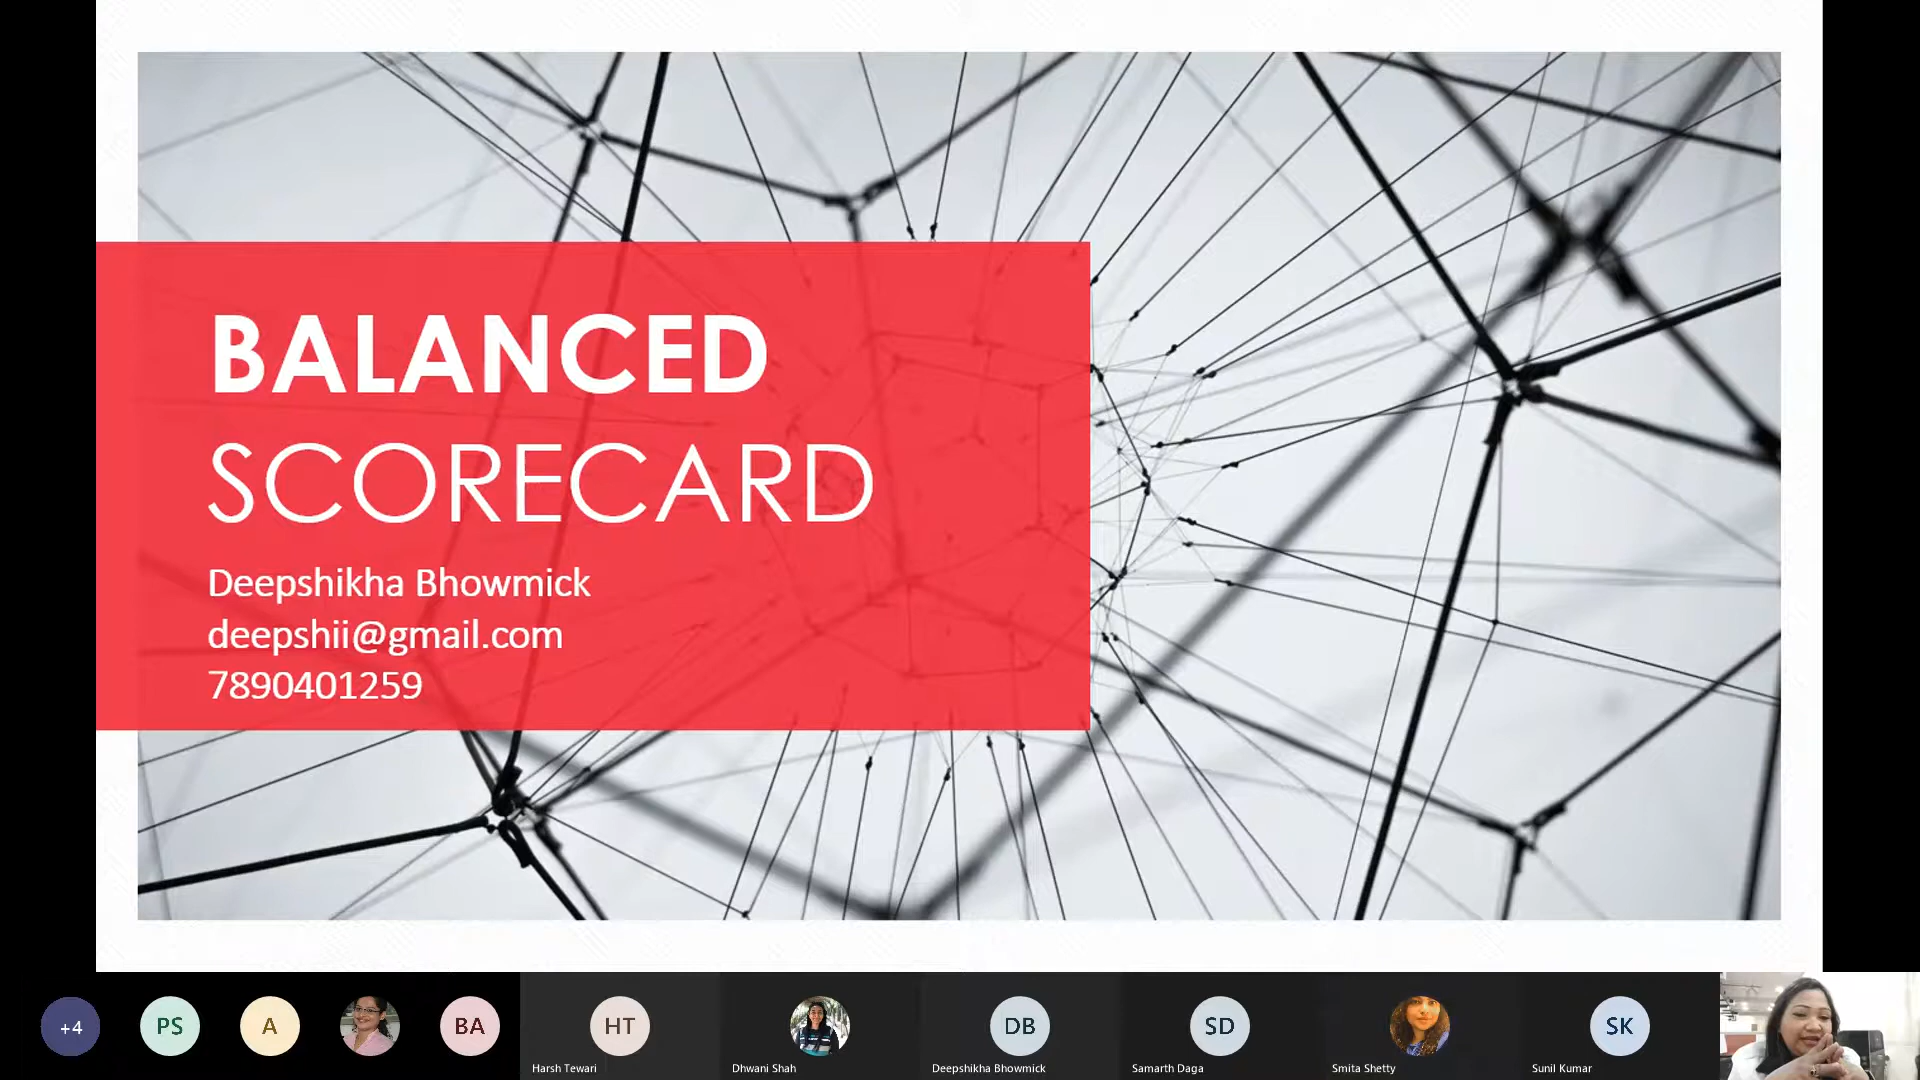 BALANCED
SCORECARD
Deepshikha Bhowmick
deepshii@gmail.com
7890401259
+4
PS
A
BA
HT
DB
SD
SK
Harsh Tewari
Dhwani Shah
Deepshikha Bhowmick
Samarth Daga
Smita Shetty
Sunil Kumar